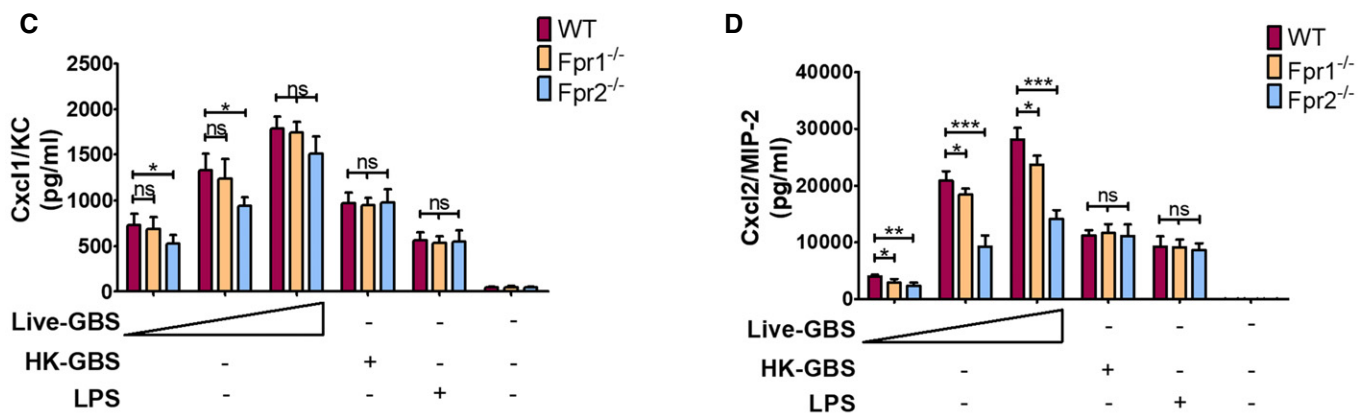 C
WT
Fpr1-/-
Fpr2-/-
Cxcl1/KC
(pg/ml)
2500
2000
1500
1000
500
0
* ns
* ns
ns
ns
ns
Live-GBS - - -
HK-GBS - + - -
LPS - - + -
D
WT
Fpr1-/-
Fpr2-/-
Cxcl2/MIP-2
(pg/ml)
40000
30000
20000
10000
0
** *
*** *
*** *
ns
ns
Live-GBS - - -
HK-GBS - + - -
LPS - - + -